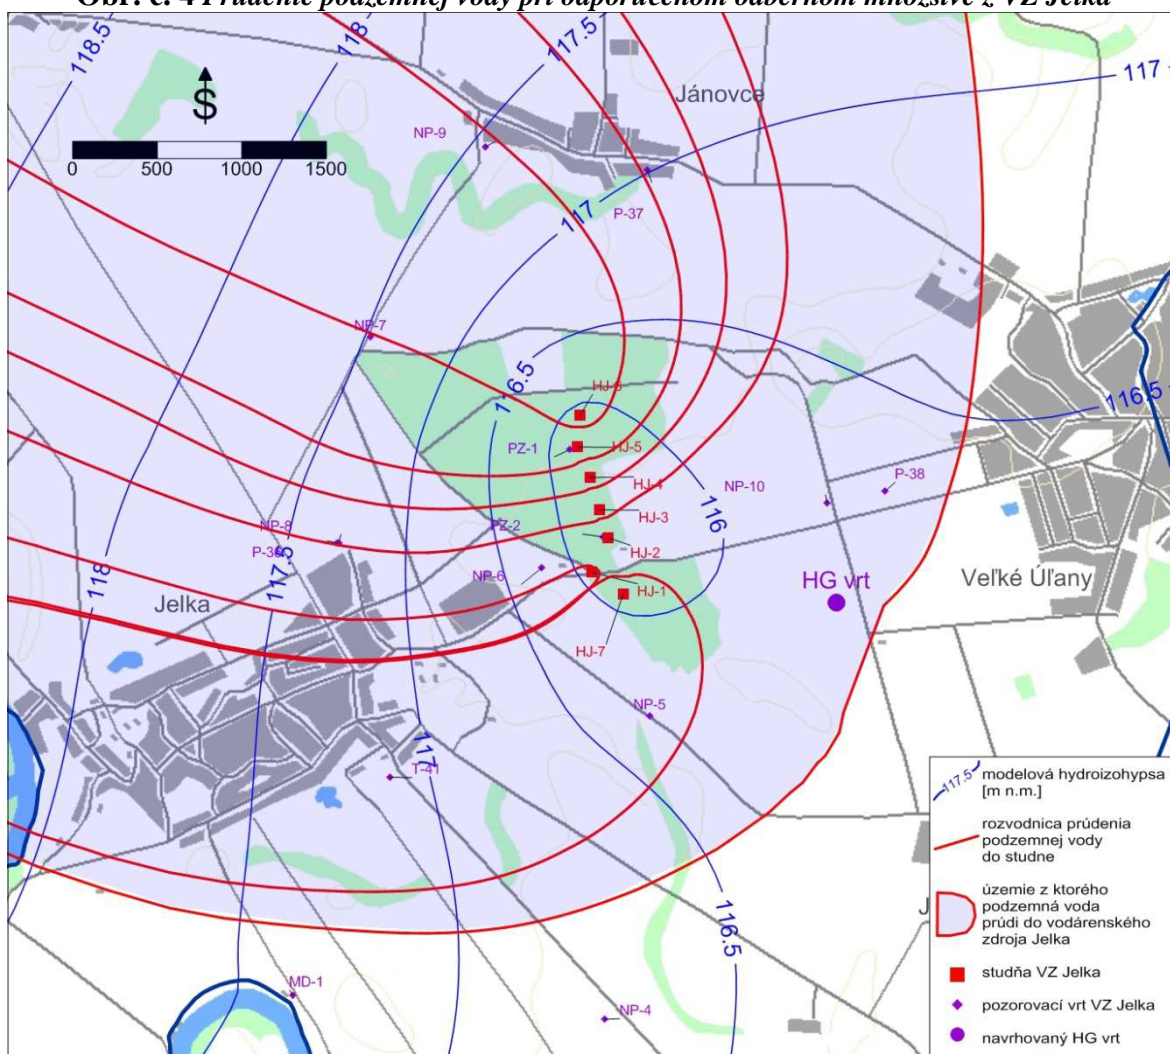 Obr. č. 4 Prúdenie podzemnej vody pri odporúčenom odbernom množstve z VZ Jelka
118.5
118
117.5
117
Jánovce
NP-9
$
0 500 1000 1500
P-37
117
NP-7
116.5
HJ-6
116.5
PZ-1
HJ-5
HJ-4
NP-10
P-38
HJ-3
116
NP-8
PZ-2
P-36
HJ-2
117.5
118
NP-6
HJ-1
HG vrt
Veľké Úľany
Jelka
HJ-7
NP-5
117
T-41
116.5
J
MD-1
NP-4
117.5
modelová hydroizohypsa
[m n.m.]
rozvodnica prúdenia
podzemnej vody
do studne
územie z ktorého
podzemná voda
prúdi do vodárenského
zdroja Jelka
studňa VZ Jelka
pozorovací vrt VZ Jelka
navrhovaný HG vrt